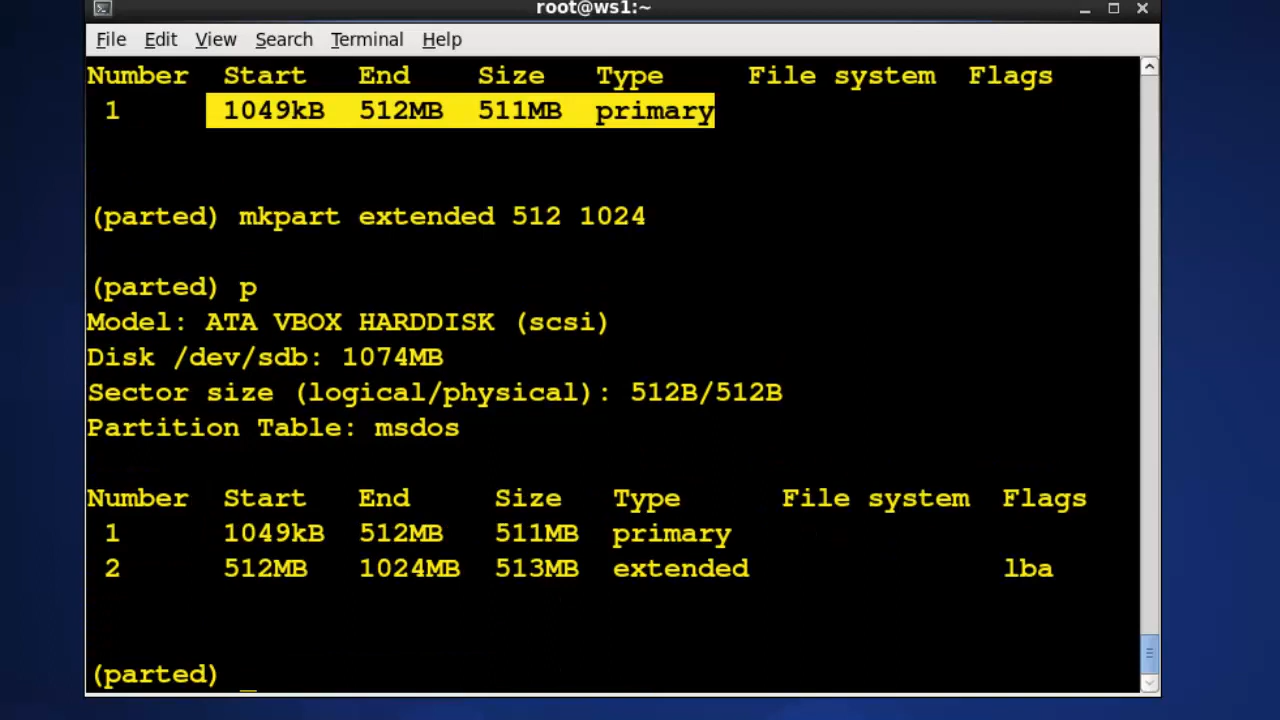 root@ws1:~
File Edit View Search Terminal Help
Number Start End Size Type File system Flags
1 1049kB 512MB 511MB primary
(parted) mkpart extended 512 1024
(parted) p
Model: ATA VBOX HARDDISK (scsi)
Disk /dev/sdb: 1074MB
Sector size (logical/physical): 512B/512B
Partition Table: msdos
Number Start End Size Type File system Flags
1 1049kB 512MB 511MB primary
2 512MB 1024MB 513MB extended lba
(parted) _